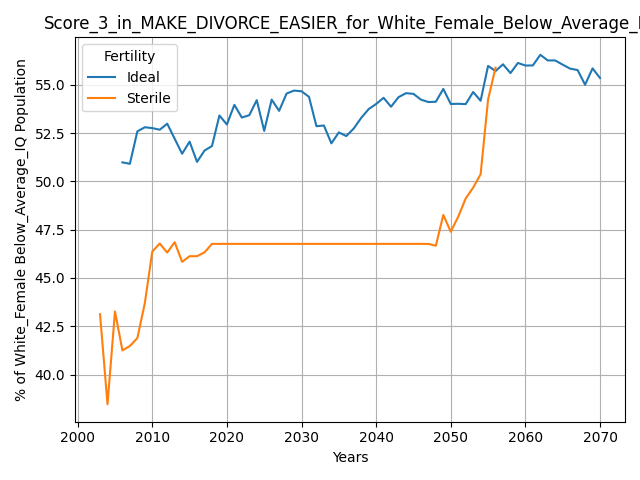 Score_3_in_MAKE_DIVORCE_EASIER_for_White_Female_Below_Average_
Fertility
Ideal
Sterile
% of White_Female Below_Average_IQ Population
55.0
52.5
50.0
47.5
45.0
42.5
40.0
2000
2010
2020
2030
2040
2050
2060
2070
Years